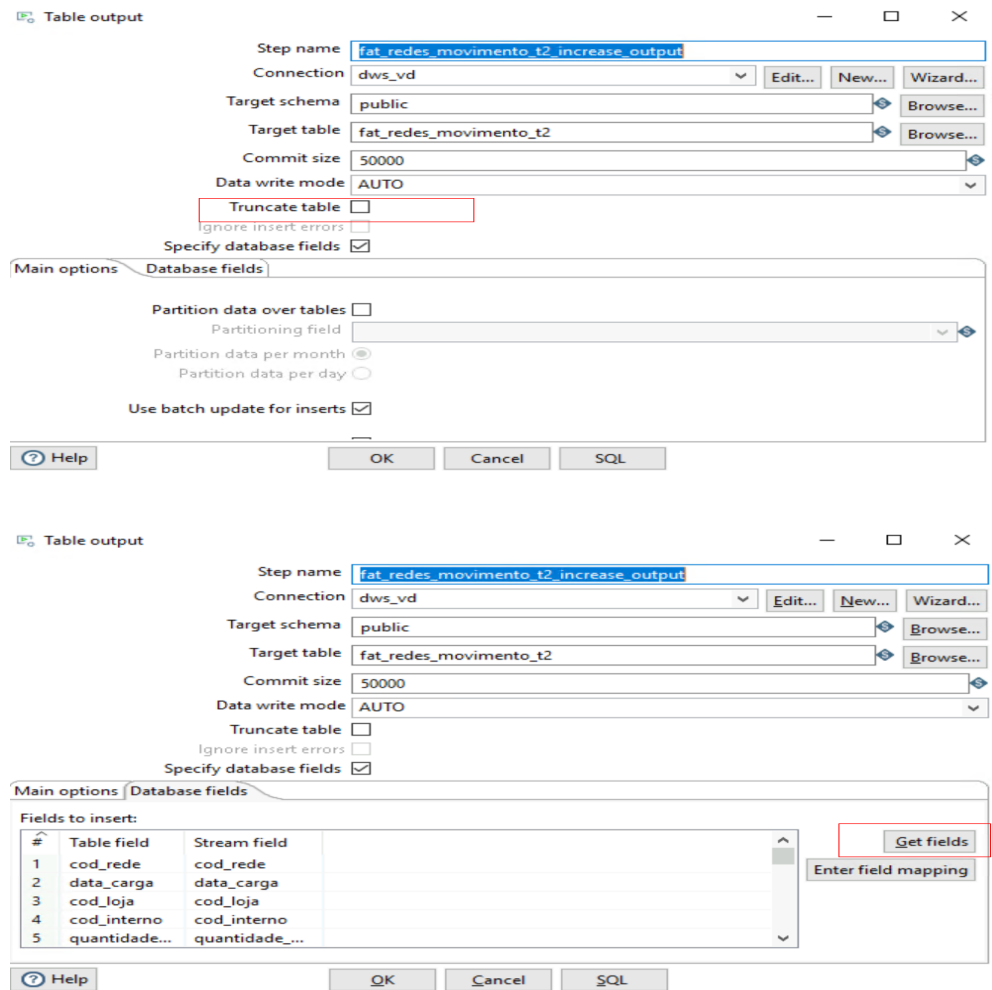 Table output
Step name fat_redes_movimento_t2_increase_output
Connection dws_vd Edit... New... Wizard...
Target schema public Browse...
Target table fat_redes_movimento_t2 Browse...
Commit size 50000
Data write mode AUTO
Truncate table
Ignore insert errors
Specify database fields
Main options Database fields
Partition data over tables
Partitioning field
Partition data per month
Partition data per day
Use batch update for inserts
Help OK Cancel SQL
Table output
Step name fat_redes_movimento_t2_increase_output
Connection dws_vd Edit... New... Wizard...
Target schema public Browse...
Target table fat_redes_movimento_t2 Browse...
Commit size 50000
Data write mode AUTO
Truncate table
Ignore insert errors
Specify database fields
Main options Database fields
Fields to insert:
# Table field Stream field Get fields
1 cod_rede cod_rede Enter field mapping
2 data_carga data_carga
3 cod_loja cod_loja
4 cod_interno cod_interno
5 quantidade... quantidade_...
Help OK Cancel SQL